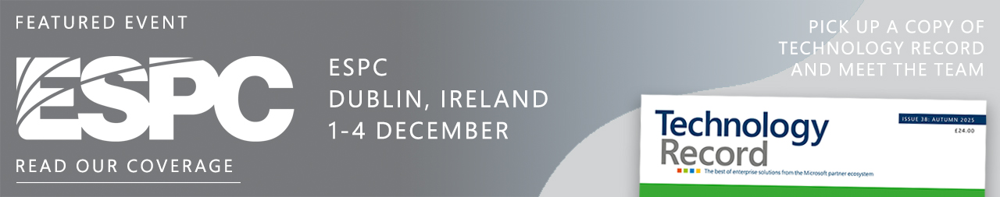 FEATURED EVENT
ESPC
READ OUR COVERAGE
ESPC
DUBLIN, IRELAND
1-4 DECEMBER
PICK UP A COPY OF
TECHNOLOGY RECORD
AND MEET THE TEAM
Technology
Record
The best of enterprise solutions from the Microsoft partner ecosystem
ISSUE 38: AUTUMN 2025
£24.00